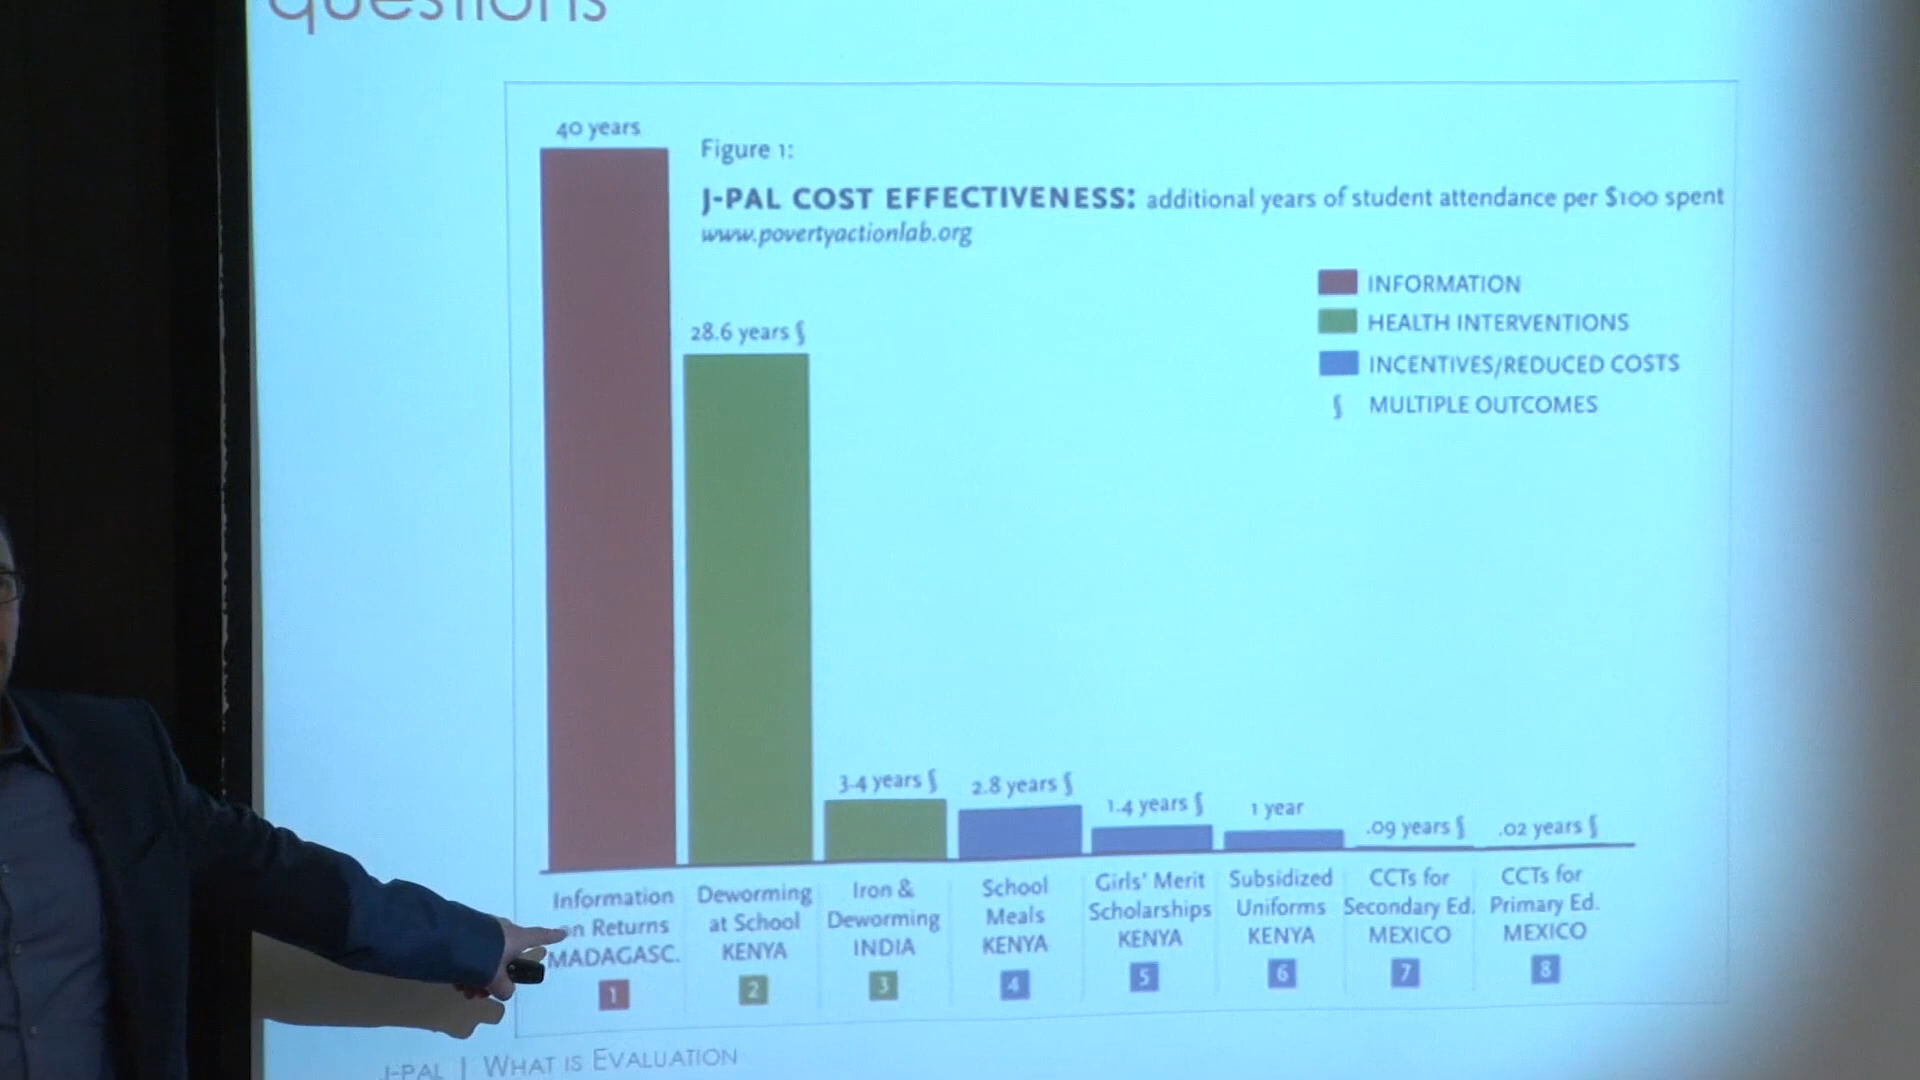 questions
40 years
Figure 1:
J-PAL COST EFFECTIVENESS: additional years of student attendance per $100 spent
www.povertyactionlab.org
INFORMATION
HEALTH INTERVENTIONS
INCENTIVES/REDUCED COSTS
§ MULTIPLE OUTCOMES
28.6 years §
3.4 years §
2.8 years §
1.4 years §
1 year
.09 years §
.02 years §
Information
on Returns
MADAGASC.
1
Deworming
at School
KENYA
2
Iron &
Deworming
INDIA
3
School
Meals
KENYA
4
Girls' Merit
Scholarships
KENYA
5
Subsidized
Uniforms
KENYA
6
CCTs for
Secondary Ed.
MEXICO
7
CCTs for
Primary Ed.
MEXICO
8
J-PAL | WHAT IS EVALUATION